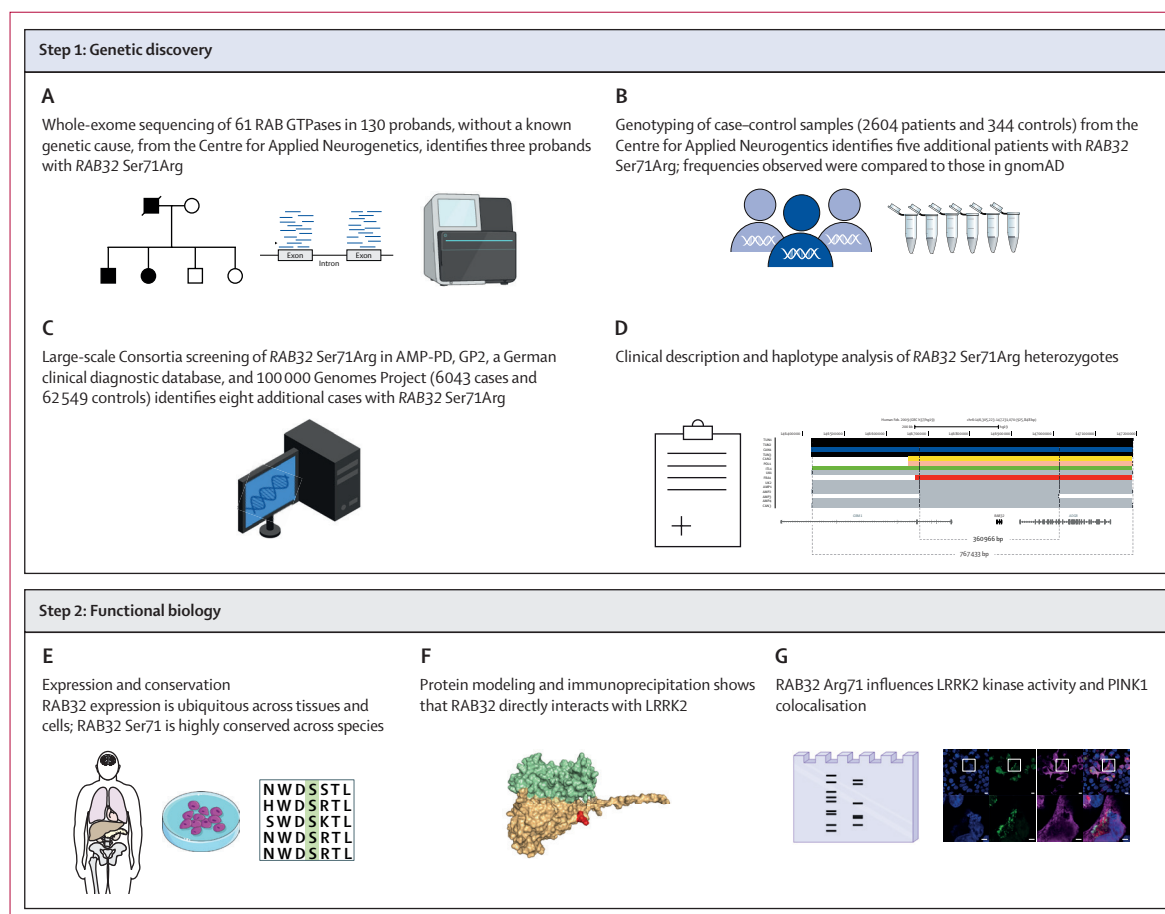 Step 1: Genetic discovery
A
Whole-exome sequencing of 61 RAB GTPases in 130 probands, without a known
genetic cause, from the Centre for Applied Neurogenetics, identifies three probands
with RAB32 Ser71Arg
Exon
Intron
Exon
B
Genotyping of case–control samples (2604 patients and 344 controls) from the
Centre for Applied Neurogentics identifies five additional patients with RAB32
Ser71Arg; frequencies observed were compared to those in gnomAD
C
Large-scale Consortia screening of RAB32 Ser71Arg in AMP-PD, GP2, a German
clinical diagnostic database, and 100 000 Genomes Project (6043 cases and
62 549 controls) identifies eight additional cases with RAB32 Ser71Arg
D
Clinical description and haplotype analysis of RAB32 Ser71Arg heterozygotes
RAB32
360 966 bp
767 433 bp
Step 2: Functional biology
E
Expression and conservation
RAB32 expression is ubiquitous across tissues and
cells; RAB32 Ser71 is highly conserved across species
NWDSSTL
HWDSRTL
SWDSKTL
NWDSRTL
NWDSRTL
F
Protein modeling and immunoprecipitation shows
that RAB32 directly interacts with LRRK2
G
RAB32 Arg71 influences LRRK2 kinase activity and PINK1
colocalisation